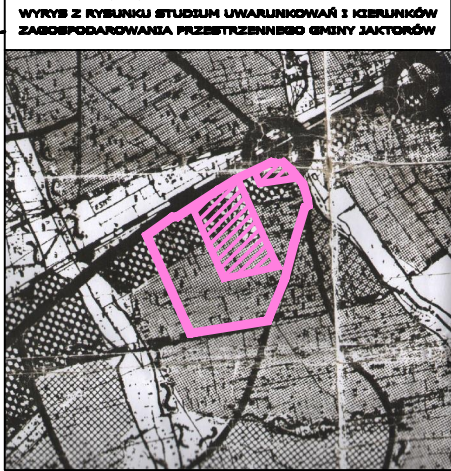 WYRYS Z RYSUNKU STUDIUM UWARUNKOWAŃ I KIERUNKÓW
ZAGOSPODAROWANIA PRZESTRZENNEGO GMINY JAKTORÓW